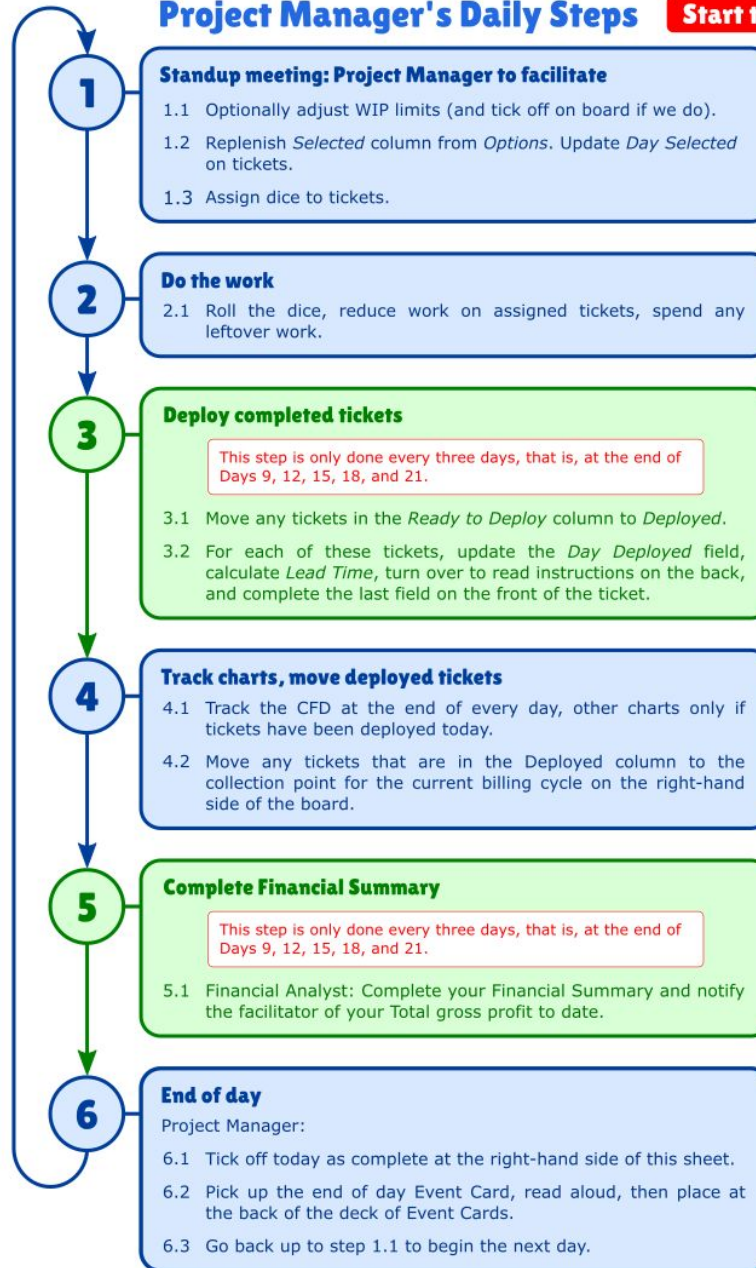 Project Manager's Daily Steps
Start t
1
Standup meeting: Project Manager to facilitate
1.1 Optionally adjust WIP limits (and tick off on board if we do).
1.2 Replenish Selected column from Options. Update Day Selected
on tickets.
1.3 Assign dice to tickets.
2
Do the work
2.1 Roll the dice, reduce work on assigned tickets, spend any
leftover work.
3
Deploy completed tickets
This step is only done every three days, that is, at the end of
Days 9, 12, 15, 18, and 21.
3.1 Move any tickets in the Ready to Deploy column to Deployed.
3.2 For each of these tickets, update the Day Deployed field,
calculate Lead Time, turn over to read instructions on the back,
and complete the last field on the front of the ticket.
4
Track charts, move deployed tickets
4.1 Track the CFD at the end of every day, other charts only if
tickets have been deployed today.
4.2 Move any tickets that are in the Deployed column to the
collection point for the current billing cycle on the right-hand
side of the board.
5
Complete Financial Summary
This step is only done every three days, that is, at the end of
Days 9, 12, 15, 18, and 21.
5.1 Financial Analyst: Complete your Financial Summary and notify
the facilitator of your Total gross profit to date.
6
End of day
Project Manager:
6.1 Tick off today as complete at the right-hand side of this sheet.
6.2 Pick up the end of day Event Card, read aloud, then place at
the back of the deck of Event Cards.
6.3 Go back up to step 1.1 to begin the next day.